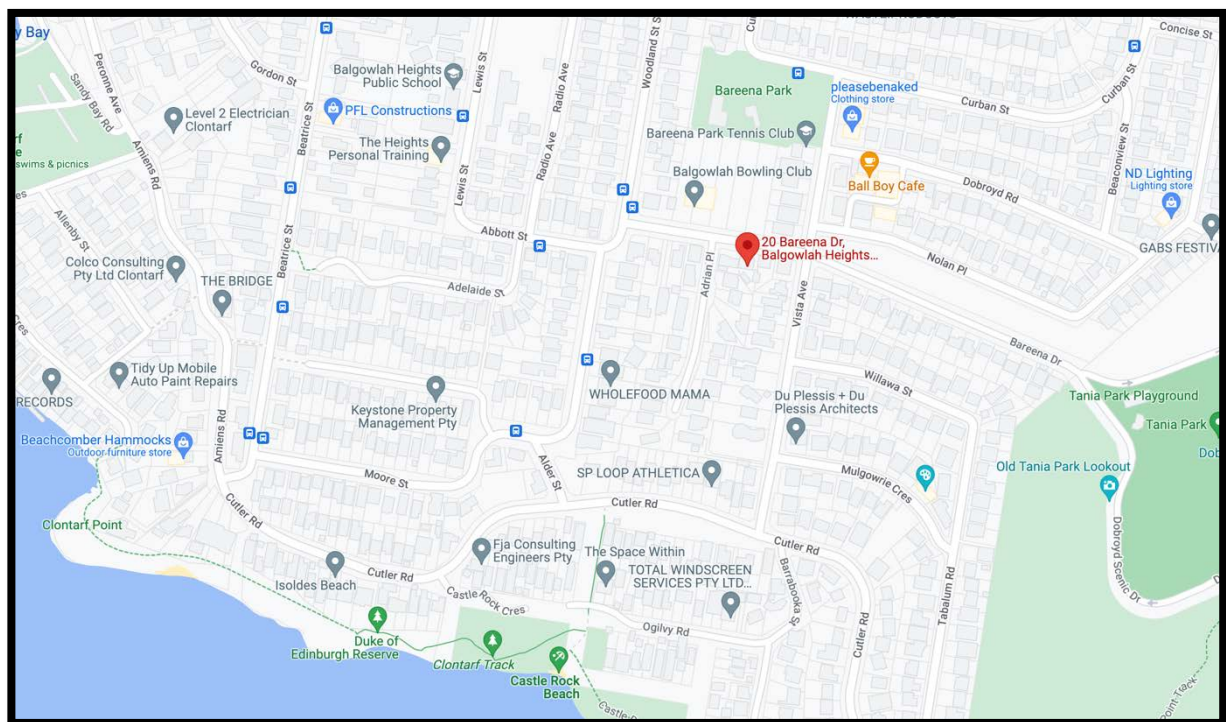 y Bay
Peronne Ave
Sandy Bay Rd
Gordon St
Beatrice St
Balgowlah Heights
Public School
Lewis St
Radio Ave
Woodland St S
Concise St
Level 2 Electrician
Clontarf
PFL Constructions
The Heights
Personal Training
Lewis St
Radio Ave
Bareena Park
Bareena Park Tennis Club
pleasebenaked
Clothing store
Curban St
Curban St
Beaconview St
rf
e
swims & picnics
Amiens Rd
Balgowlah Bowling Club
Ball Boy Cafe
Dobroyd Rd
ND Lighting
Lighting store
Allenby St
Abbott St
20 Bareena Dr,
Balgowlah Heights...
GABS FESTIV
Colco Consulting
Pty Ltd Clontarf
Beatrice St
THE BRIDGE
Adelaide St
Adrian Pl
Vista Ave
Nolan Pl
Cres
Tidy Up Mobile
Auto Paint Repairs
RECORDS
WHOLEFOOD MAMA
Bareena Dr
Willawa St
Keystone Property
Management Pty
Du Plessis + Du
Plessis Architects
Tania Park Playground
Tania Park
Dob
Beachcomber Hammocks
Outdoor furniture store
Amiens Rd
Moore St
Alder St
SP LOOP ATHLETICA
Mulgowrie Cres
Old Tania Park Lookout
Cutler Rd
Clontarf Point
Cutler Rd
Cutler Rd
Dobroyd Scenic Dr
Isoldes Beach
Cutler Rd
Fja Consulting
Engineers Pty
The Space Within
TOTAL WINDSCREEN
SERVICES PTY LTD...
Barrabooka St
Tabalum Rd
Castle Rock Cres
Ogilvy Rd
Cutler Rd
Duke of
Edinburgh Reserve
Clontarf Track
Castle Rock
Beach